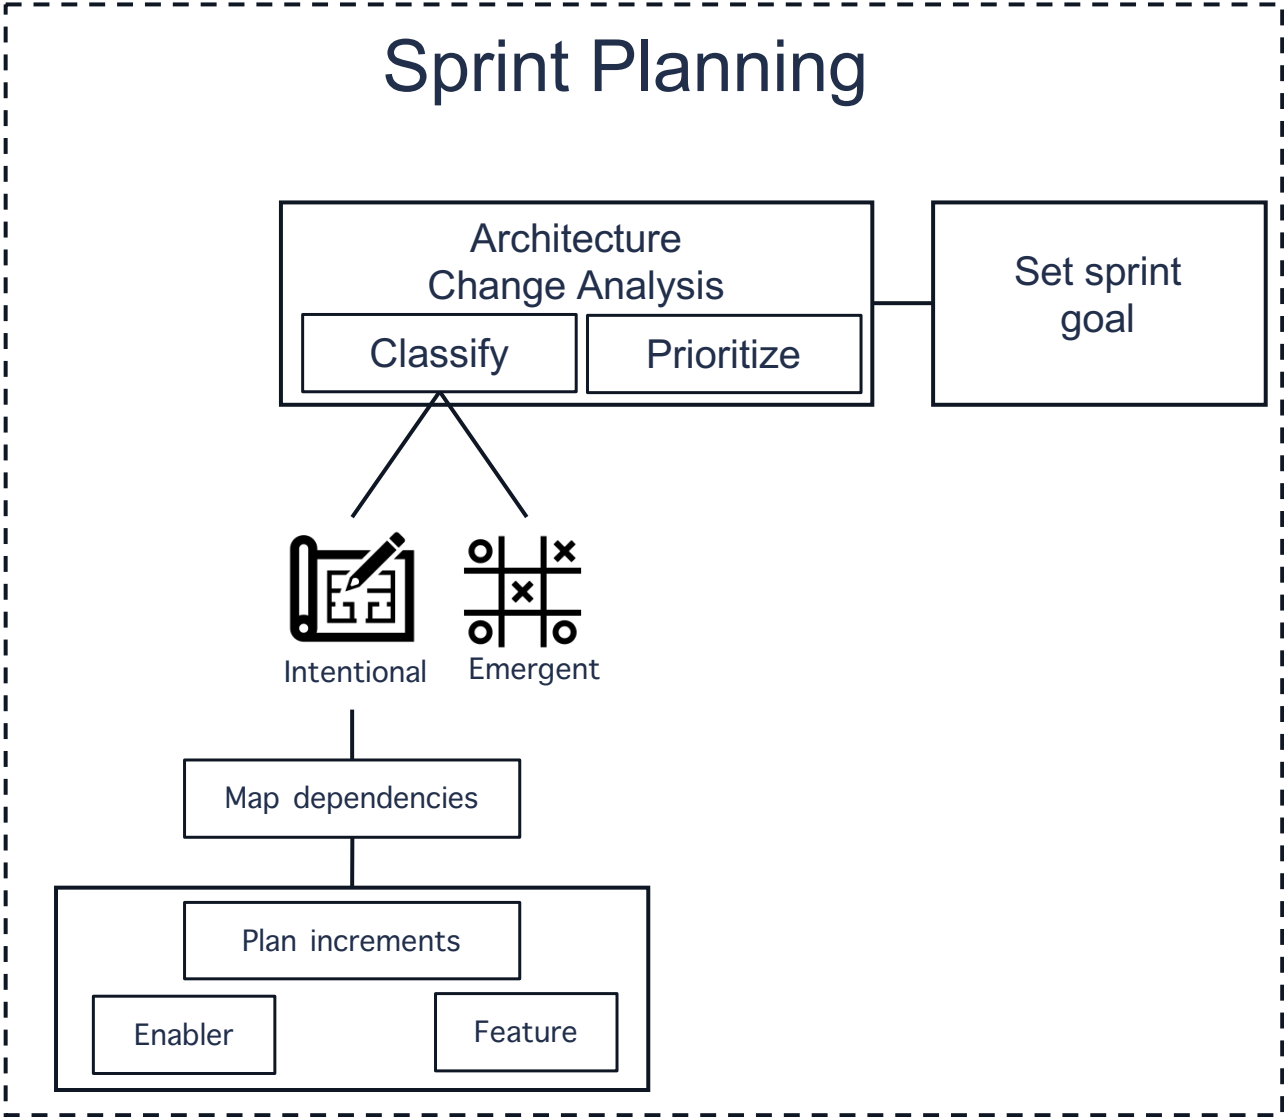 Sprint Planning
Architecture
Change Analysis
Classify
Prioritize
Set sprint
goal
Intentional
Emergent
Map dependencies
Plan increments
Enabler
Feature